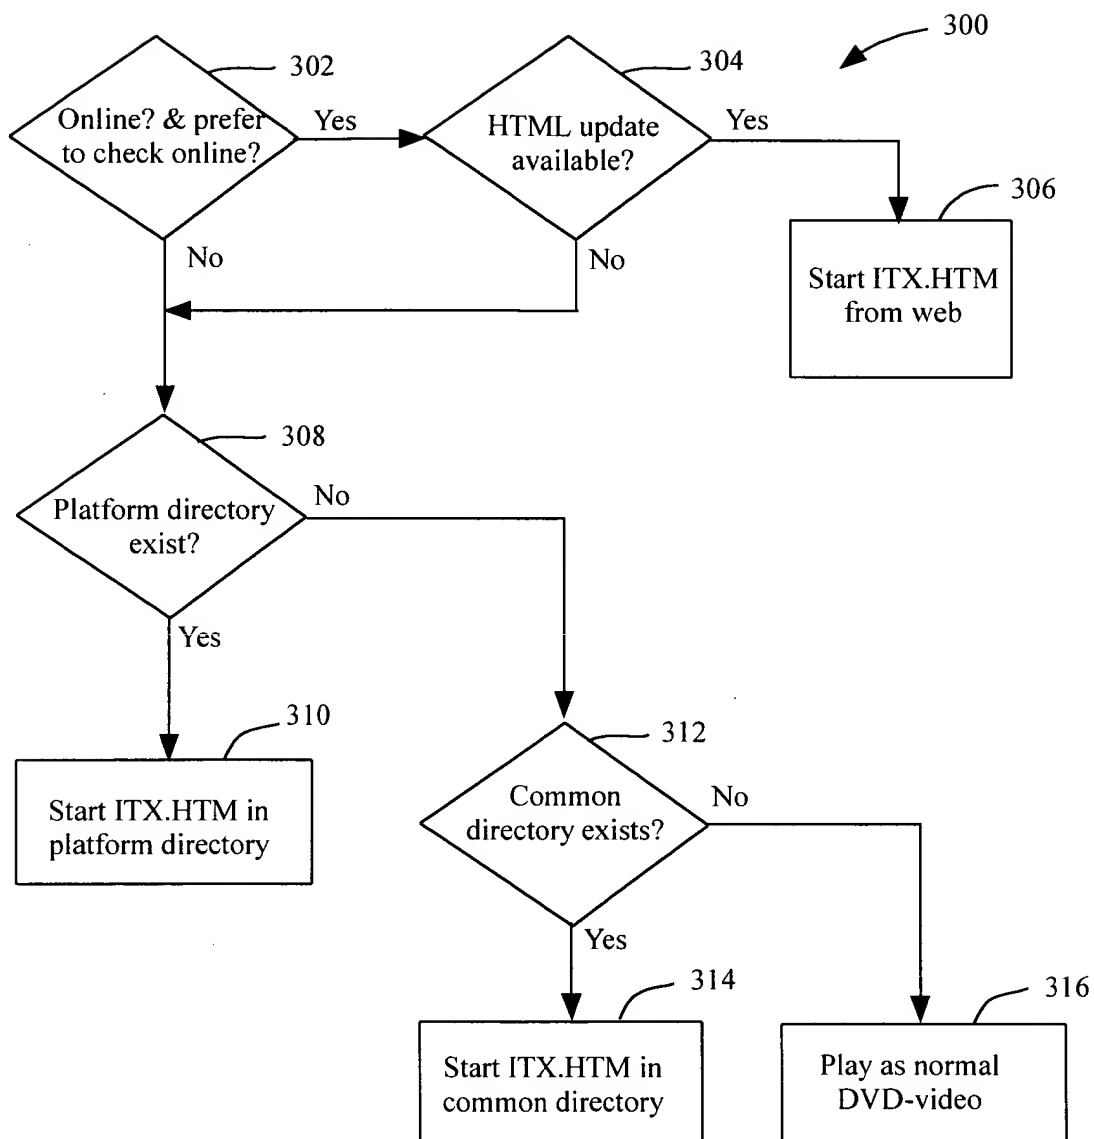 300
302
304
Online? & prefer
to check online?
Yes
HTML update
available?
Yes
306
No
No
Start ITX.HTM
from web
308
Platform directory
exist?
No
Yes
310
312
Start ITX.HTM in
platform directory
Common
directory exists?
No
Yes
314
316
Start ITX.HTM in
common directory
Play as normal
DVD-video